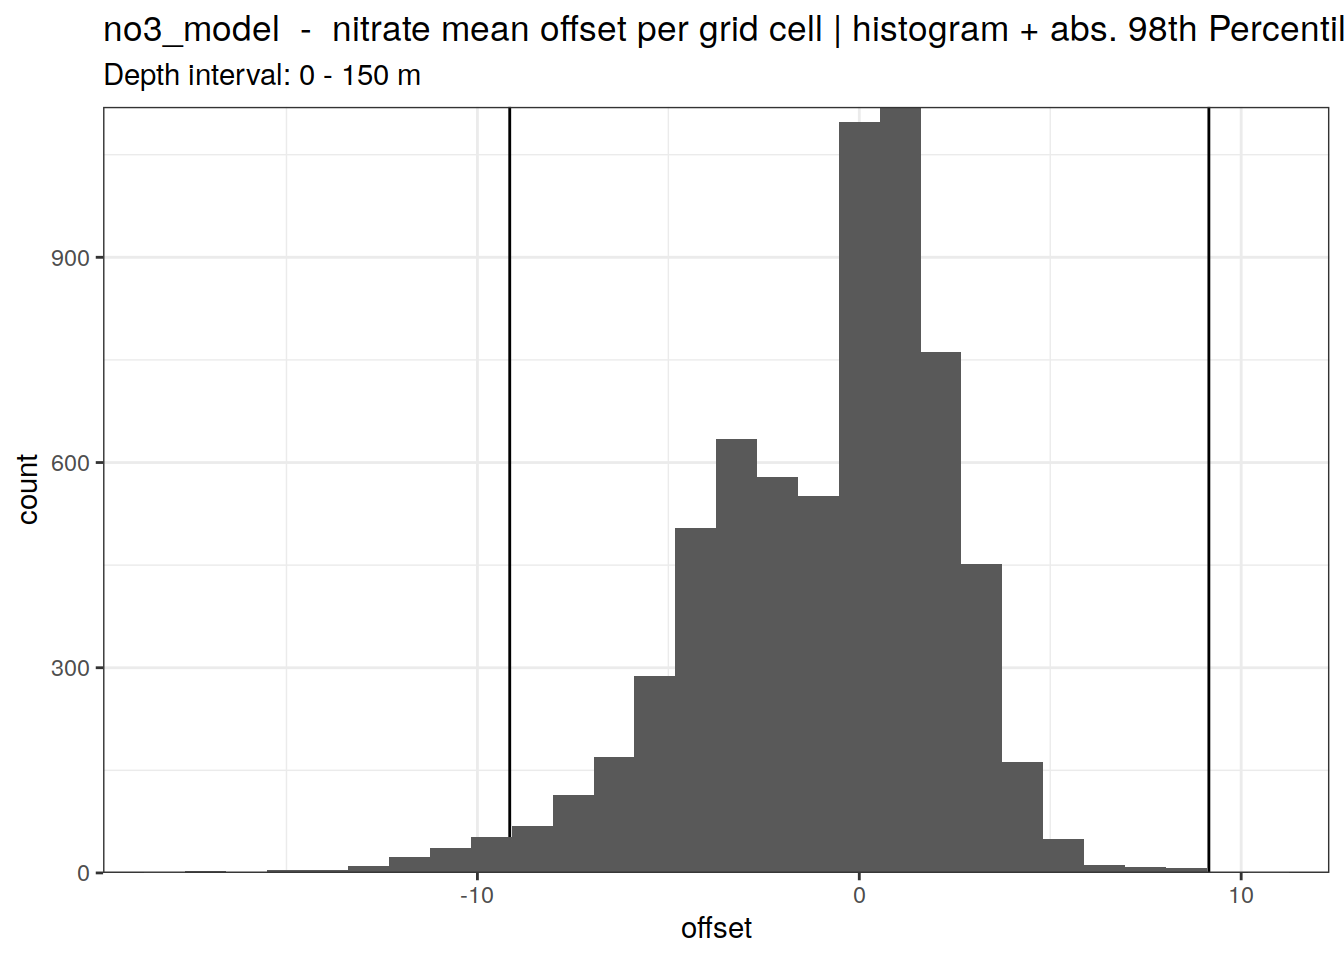 no3_model  -  nitrate mean offset per grid cell | histogram + abs. 98th Percentil
Depth interval: 0 - 150 m
900
600
300
0
count
-10 0 10
offset